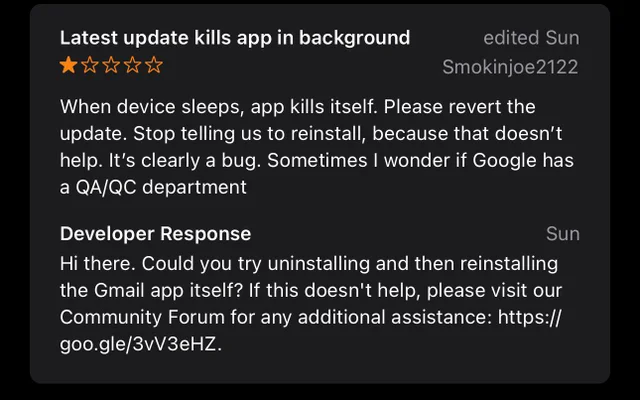 Latest update kills app in background
edited Sun
Smokinjoe2122
When device sleeps, app kills itself. Please revert the
update. Stop telling us to reinstall, because that doesn’t
help. It’s clearly a bug. Sometimes I wonder if Google has
a QA/QC department
Developer Response
Sun
Hi there. Could you try uninstalling and then reinstalling
the Gmail app itself? If this doesn't help, please visit our
Community Forum for any additional assistance: https://
goo.gle/3vV3eHZ.